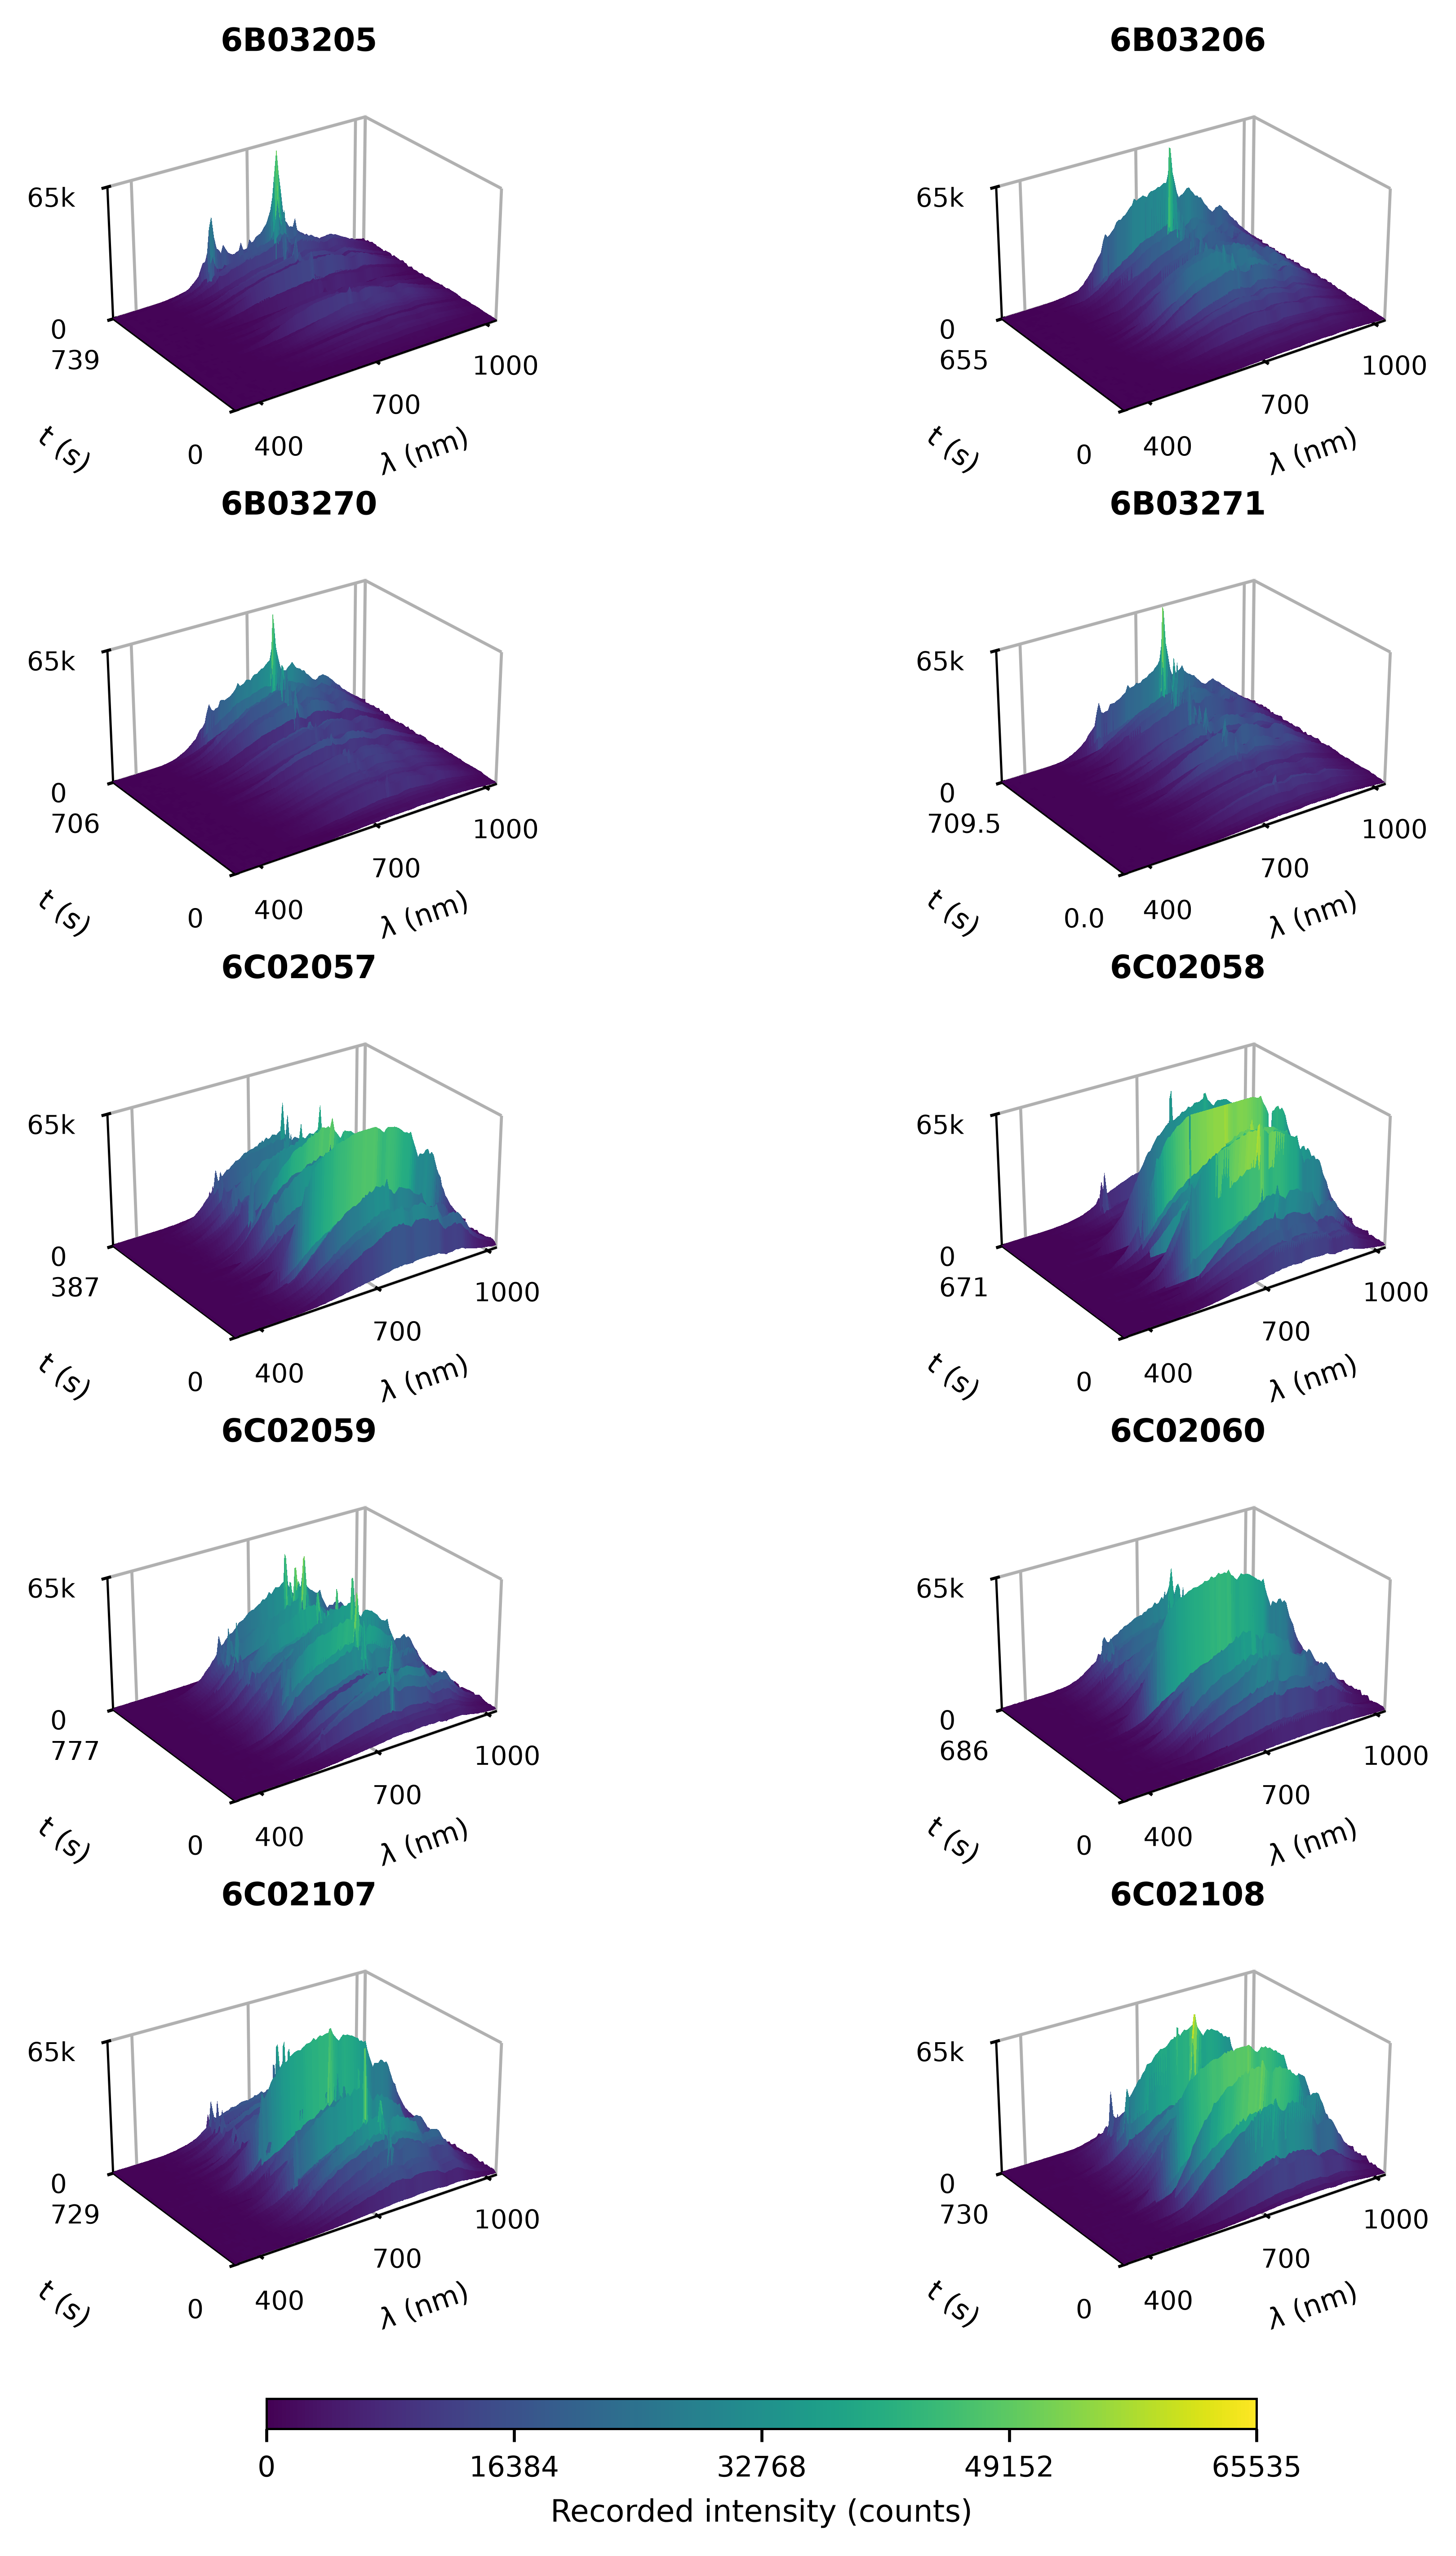 6B03205 6B03206
65k 65k
0 0
739 655
1000 1000
700 700
t (s) 0 400 λ (nm) t (s) 0 400 λ (nm)
6B03270 6B03271
65k 65k
0 0
706 709.5
1000 1000
700 700
t (s) 0 400 λ (nm) t (s) 0.0 400 λ (nm)
6C02057 6C02058
65k 65k
0 0
387 671
1000 1000
700 700
t (s) 0 400 λ (nm) t (s) 0 400 λ (nm)
6C02059 6C02060
65k 65k
0 0
777 686
1000 1000
700 700
t (s) 0 400 λ (nm) t (s) 0 400 λ (nm)
6C02107 6C02108
65k 65k
0 0
729 730
1000 1000
700 700
t (s) 0 400 λ (nm) t (s) 0 400 λ (nm)
0 16384 32768 49152 65535
Recorded intensity (counts)